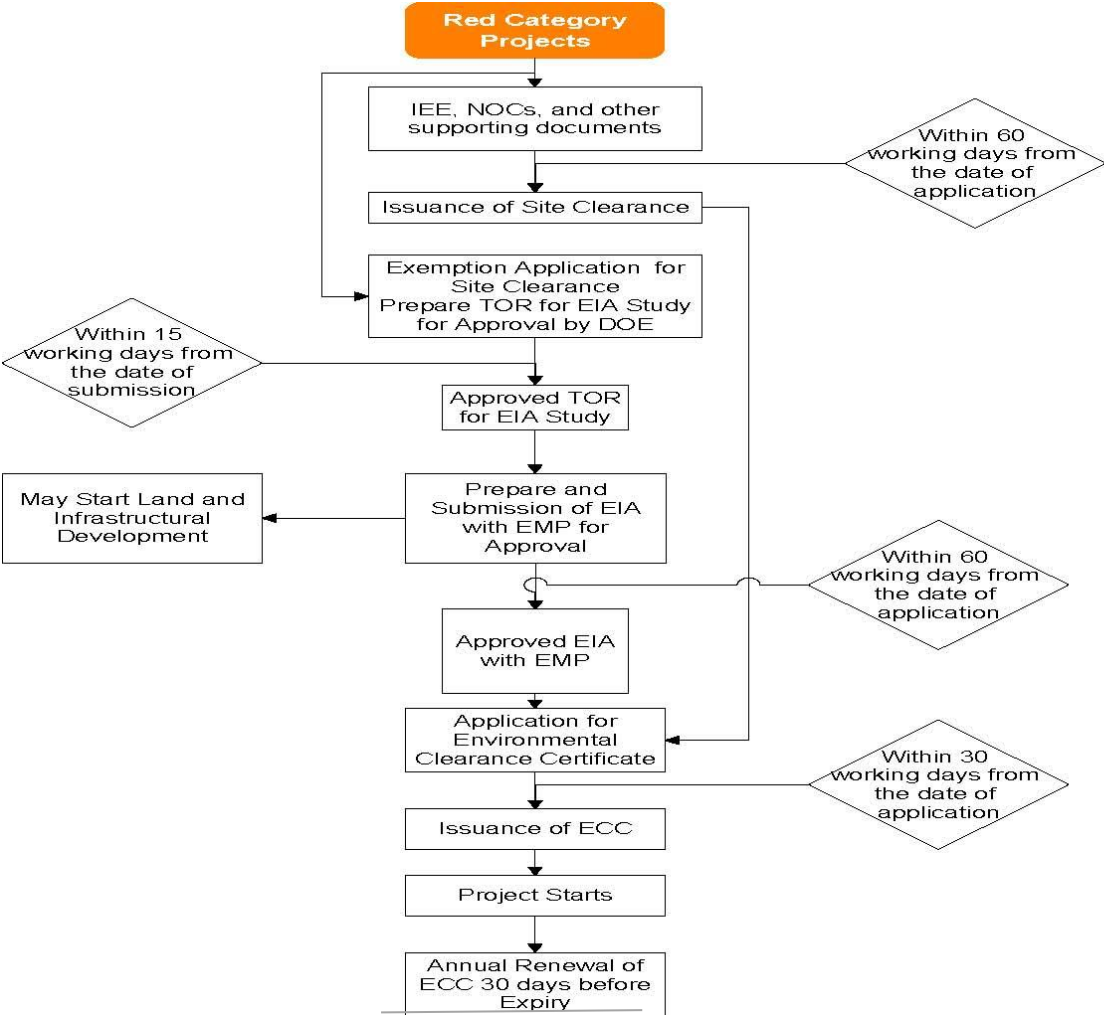 Red Category
Projects
IEE, NOCs, and other
supporting documents
Within 60
working days from
the date of
application
Issuance of Site Clearance
Exemption Application for
Site Clearance
Prepare TOR for EIA Study
for Approval by DOE
Within 15
working days from
the date of
submission
Approved TOR
for EIA Study
May Start Land and
Infrastructural
Development
Prepare and
Submission of EIA
with EMP for
Approval
Within 60
working days from
the date of
application
Approved EIA
with EMP
Application for
Environmental
Clearance Certificate
Within 30
working days from
the date of
application
Issuance of ECC
Project Starts
Annual Renewal of
ECC 30 days before
Expiry